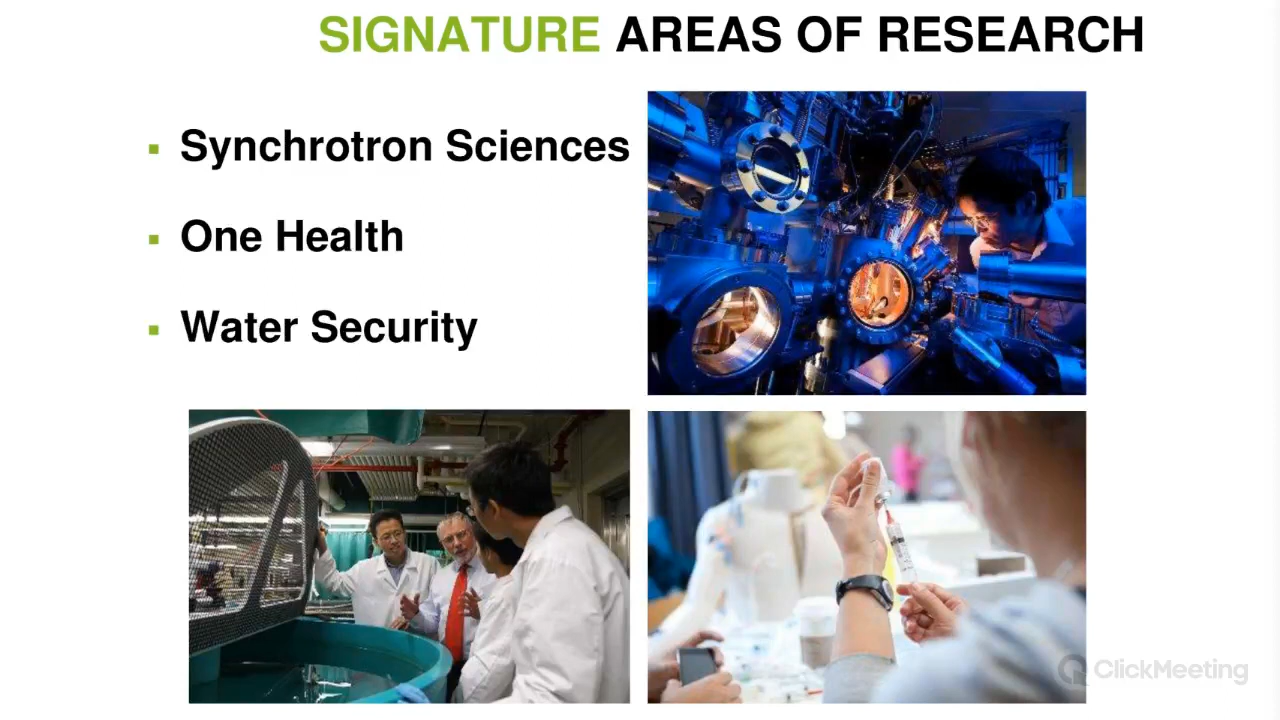 SIGNATURE AREAS OF RESEARCH
Synchrotron Sciences
One Health
Water Security
ClickMeeting